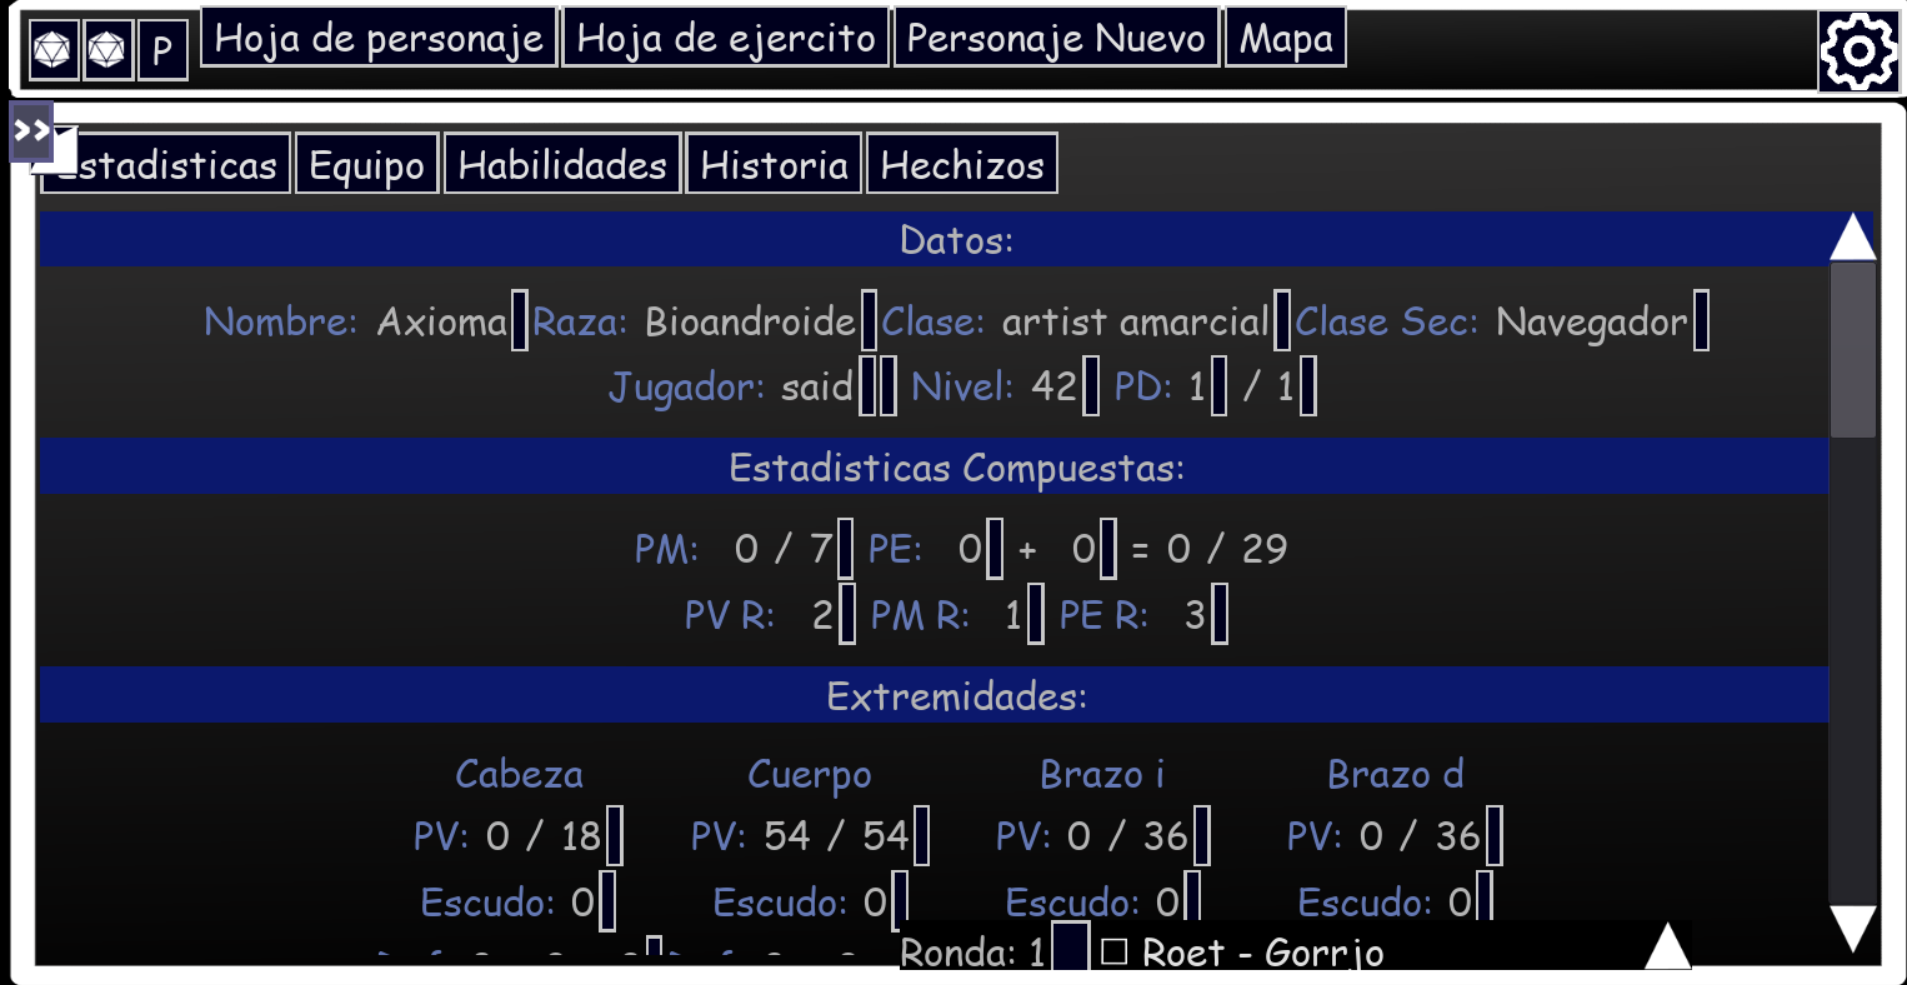 P Hoja de personaje Hoja de ejercito Personaje Nuevo Mapa
>>
stadisticas Equipo Habilidades Historia Hechizos
Datos:
Nombre: Axioma Raza: Bioandroide Clase: artist amarcial Clase Sec: Navegador
Jugador: said Nivel: 42 PD: 1 / 1
Estadisticas Compuestas:
PM: 0 / 7 PE: 0 + 0 = 0 / 29
PV R: 2 PM R: 1 PE R: 3
Extremidades:
Cabeza Cuerpo Brazo i Brazo d
PV: 0 / 18 PV: 54 / 54 PV: 0 / 36 PV: 0 / 36
Escudo: 0 Escudo: 0 Escudo: 0 Escudo: 0
Ronda: 1 Roet - Gorrjo